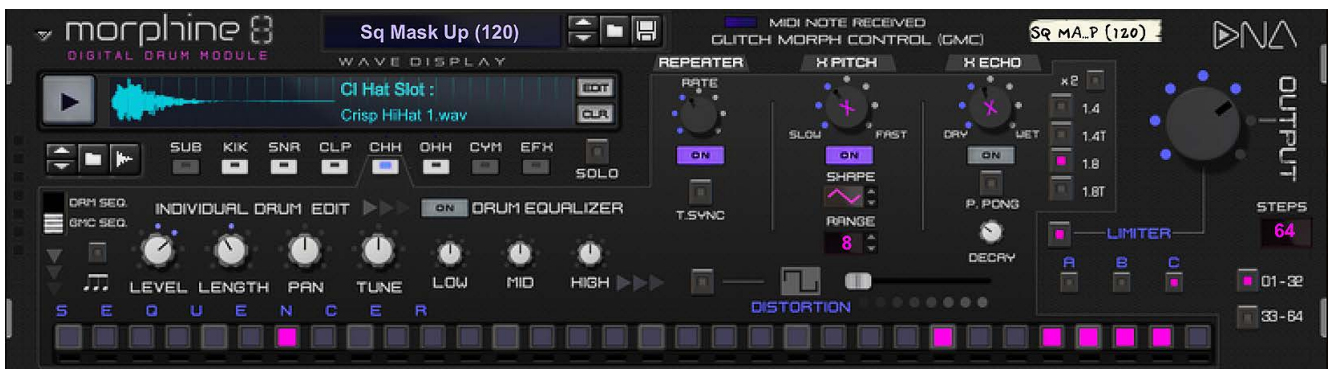 morphine 8
DIGITAL DRUM MODULE
Sq Mask Up (120)
WAVE DISPLAY
MIDI NOTE RECEIVED
GLITCH MORPH CONTROL (GMC)
SQ MA..P (120)
DNA
OUTPUT
Cl Hat Slot :
Crisp HiHat 1.wav
EDIT
CLR
REPEATER
X PITCH
X ECHO
RATE
SLOW
FAST
DRY
WET
x2
1.4
1.4T
1.8
1.8T
SUB
KIK
SNR
CLP
CHH
OHH
CYM
EFX
SOLO
ON
ON
ON
T.SYNC
SHAPE
RANGE
8
P. PONG
DECAY
DRM SEQ.
GMC SEQ.
INDIVIDUAL DRUM EDIT
ON
DRUM EQUALIZER
LEVEL
LENGTH
PAN
TUNE
LOW
MID
HIGH
DISTORTION
LIMITER
A
B
C
STEPS
64
01-32
33-64
SEQUENCER